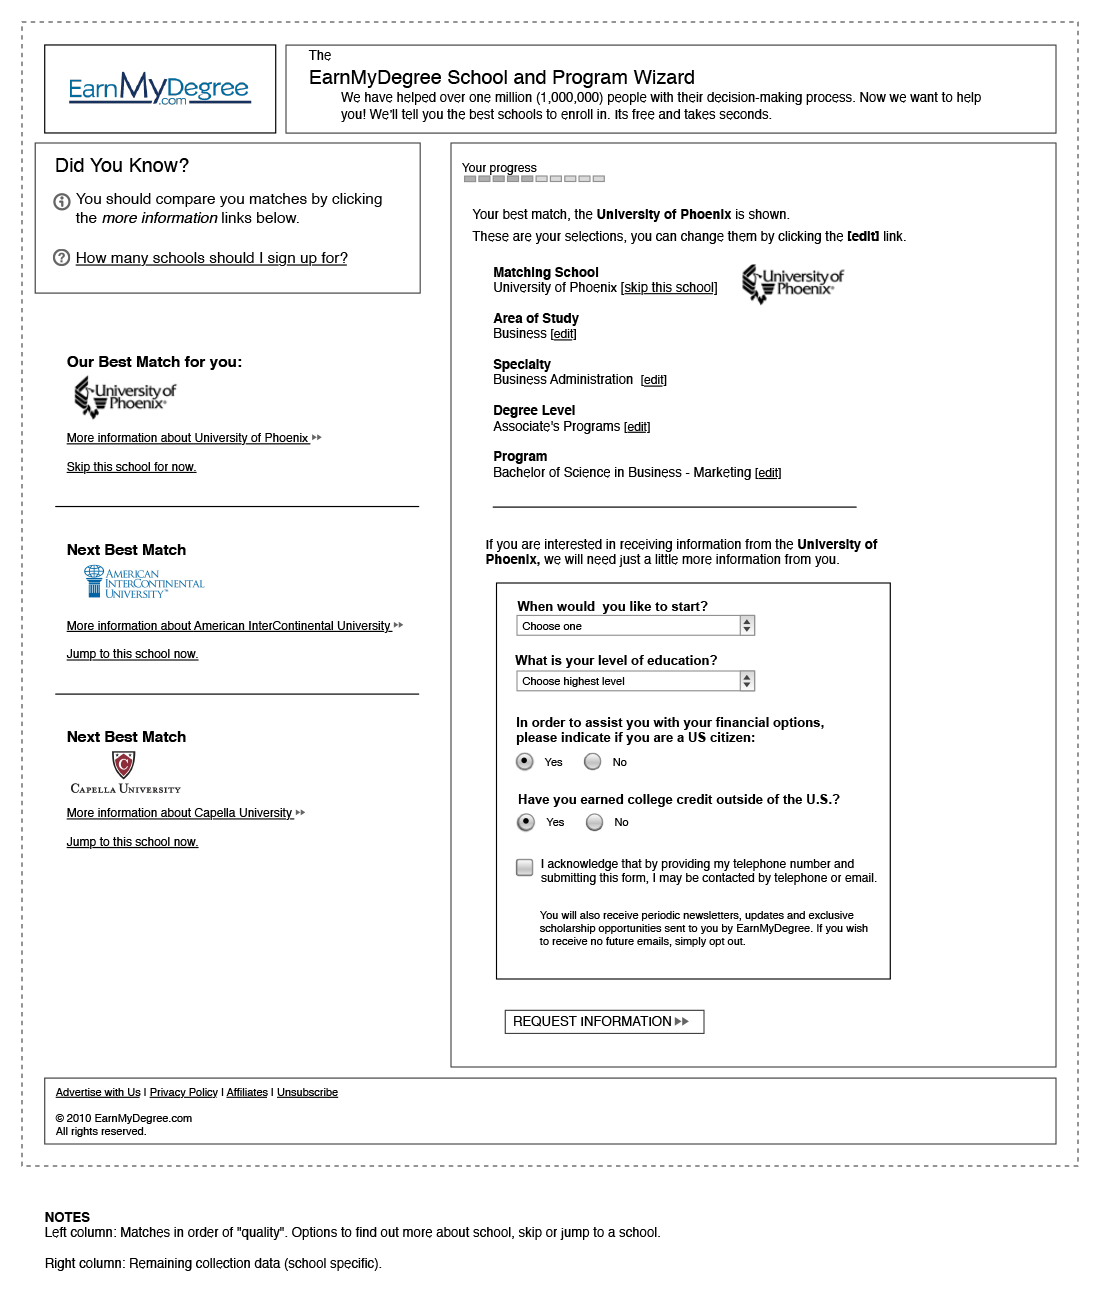 EarnMyDegree
.com
The
EarnMyDegree School and Program Wizard
We have helped over one million (1,000,000) people with their decision-making process. Now we want to help
you! We'll tell you the best schools to enroll in. Its free and takes seconds.
Did You Know?
You should compare you matches by clicking
the more information links below.
How many schools should I sign up for?
Our Best Match for you:
University of
Phoenix
More information about University of Phoenix
Skip this school for now.
Next Best Match
AMERICAN
INTERCONTINENTAL
UNIVERSITY™
More information about American InterContinental University
Jump to this school now.
Next Best Match
C
CAPELLA UNIVERSITY
More information about Capella University
Jump to this school now.
Your progress
Your best match, the University of Phoenix is shown.
These are your selections, you can change them by clicking the [edit] link.
Matching School
University of Phoenix [skip this school]
University of
Phoenix
Area of Study
Business [edit]
Specialty
Business Administration [edit]
Degree Level
Associate's Programs [edit]
Program
Bachelor of Science in Business - Marketing [edit]
If you are interested in receiving information from the University of
Phoenix, we will need just a little more information from you.
When would you like to start?
Choose one
What is your level of education?
Choose highest level
In order to assist you with your financial options,
please indicate if you are a US citizen:
Yes No
Have you earned college credit outside of the U.S.?
Yes No
I acknowledge that by providing my telephone number and
submitting this form, I may be contacted by telephone or email.
You will also receive periodic newsletters, updates and exclusive
scholarship opportunities sent to you by EarnMyDegree. If you wish
to receive no future emails, simply opt out.
REQUEST INFORMATION
Advertise with Us | Privacy Policy | Affiliates | Unsubscribe
© 2010 EarnMyDegree.com
All rights reserved.
NOTES
Left column: Matches in order of "quality". Options to find out more about school, skip or jump to a school.
Right column: Remaining collection data (school specific).